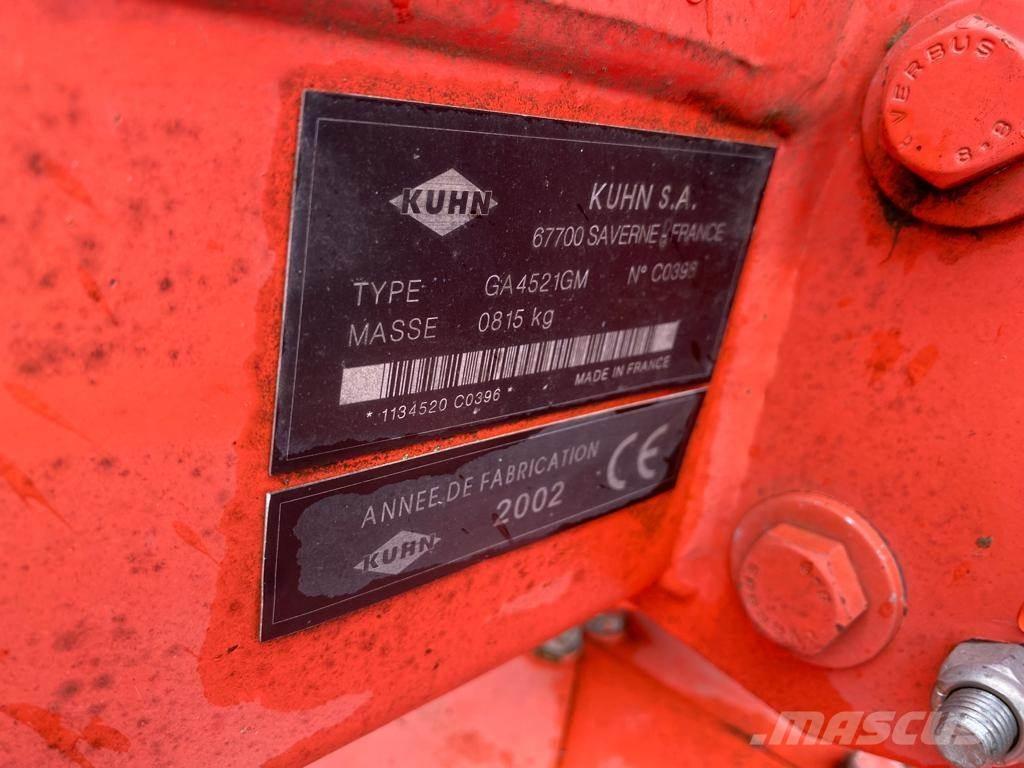 KUHN
KUHN S.A.
67700 SAVERNE - FRANCE
TYPE GA4521GM N° C0396
MASSE 0815 kg
* 1134520 C0396 * MADE IN FRANCE
ANNEE DE FABRICATION CE
KUHN 2002
VERBUS
8.8
MASCUS